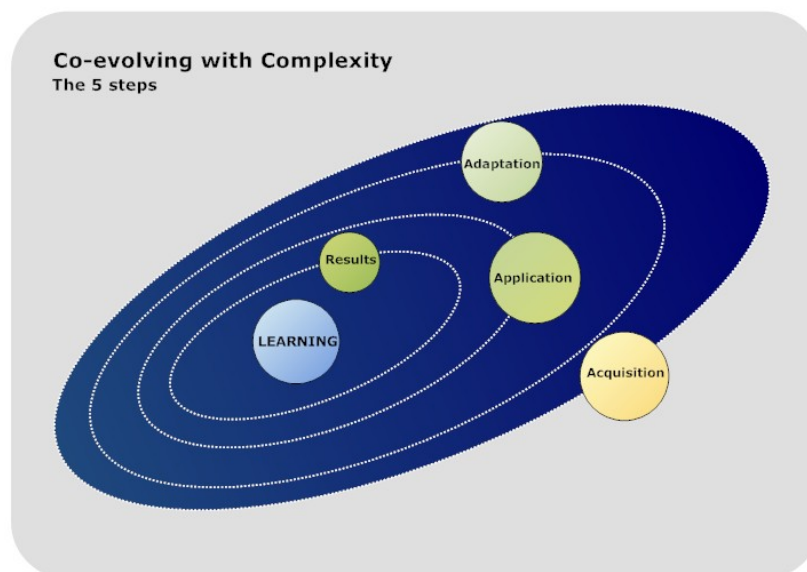 Co-evolving with Complexity
The 5 steps
Adaptation
Results
Application
LEARNING
Acquisition